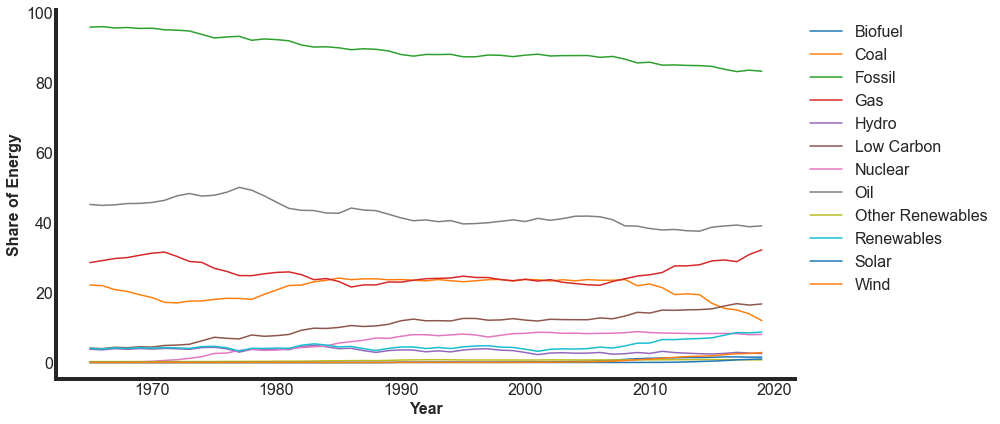 100
80
60
40
20
0
Share of Energy
1970 1980 1990 2000 2010 2020
Year
Biofuel
Coal
Fossil
Gas
Hydro
Low Carbon
Nuclear
Oil
Other Renewables
Renewables
Solar
Wind